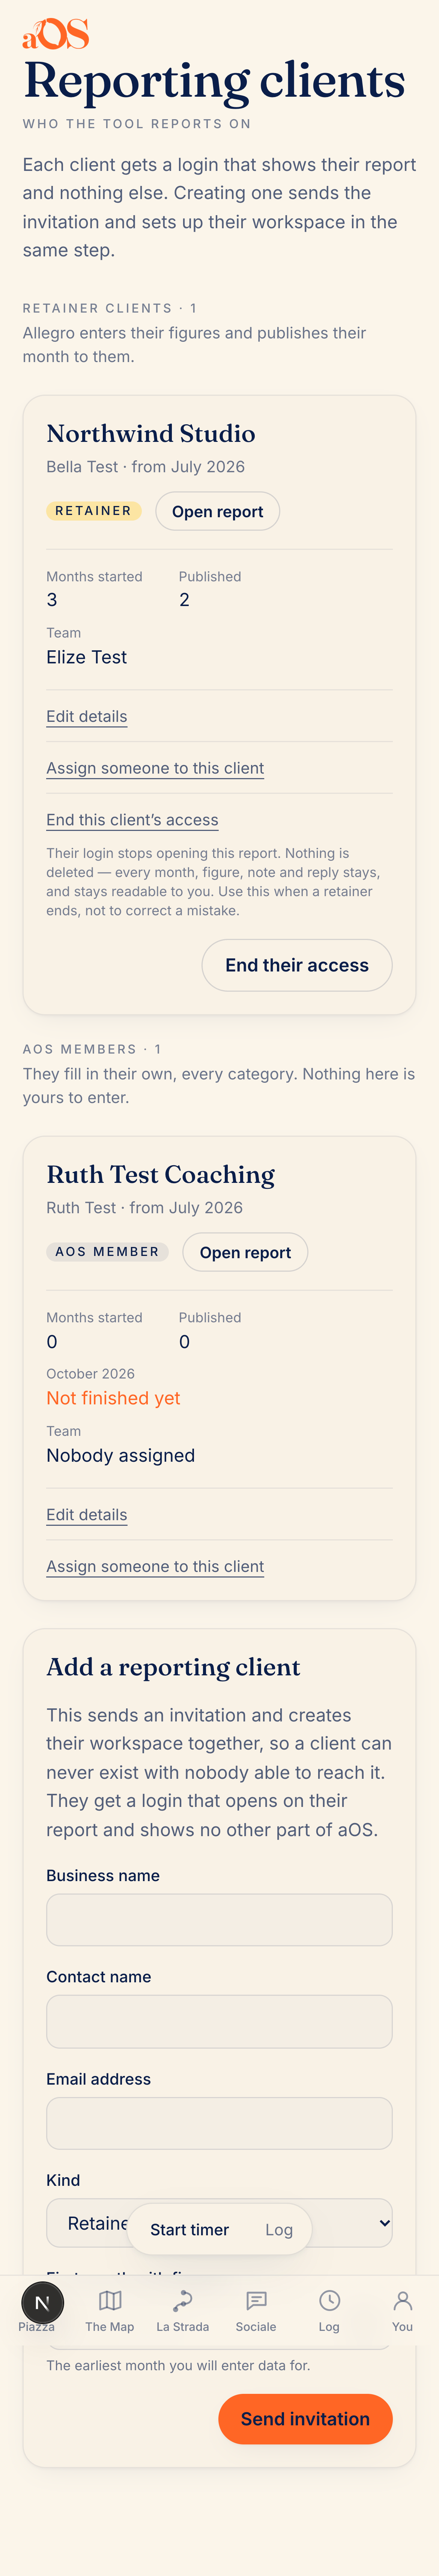 aOS
Reporting clients
WHO THE TOOL REPORTS ON
Each client gets a login that shows their report
and nothing else. Creating one sends the
invitation and sets up their workspace in the
same step.
RETAINER CLIENTS · 1
Allegro enters their figures and publishes their
month to them.
Northwind Studio
Bella Test · from July 2026
RETAINER
Open report
Months started
Published
3
2
Team
Elize Test
Edit details
Assign someone to this client
End this client’s access
Their login stops opening this report. Nothing is
deleted — every month, figure, note and reply stays,
and stays readable to you. Use this when a retainer
ends, not to correct a mistake.
End their access
AOS MEMBERS · 1
They fill in their own, every category. Nothing here is
yours to enter.
Ruth Test Coaching
Ruth Test · from July 2026
AOS MEMBER
Open report
Months started
Published
0
0
October 2026
Not finished yet
Team
Nobody assigned
Edit details
Assign someone to this client
Add a reporting client
This sends an invitation and creates
their workspace together, so a client can
never exist with nobody able to reach it.
They get a login that opens on their
report and shows no other part of aOS.
Business name
Contact name
Email address
Kind
Start timer
Log
N
Piazza
The Map
La Strada
Sociale
Log
You
The earliest month you will enter data for.
Send invitation